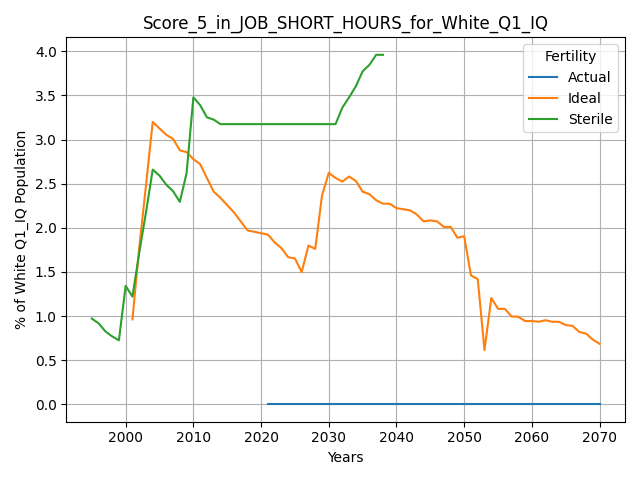 Score_5_in_JOB_SHORT_HOURS_for_White_Q1_IQ
Fertility
Actual
Ideal
Sterile
% of White Q1_IQ Population
4.0
3.5
3.0
2.5
2.0
1.5
1.0
0.5
0.0
2000 2010 2020 2030 2040 2050 2060 2070
Years